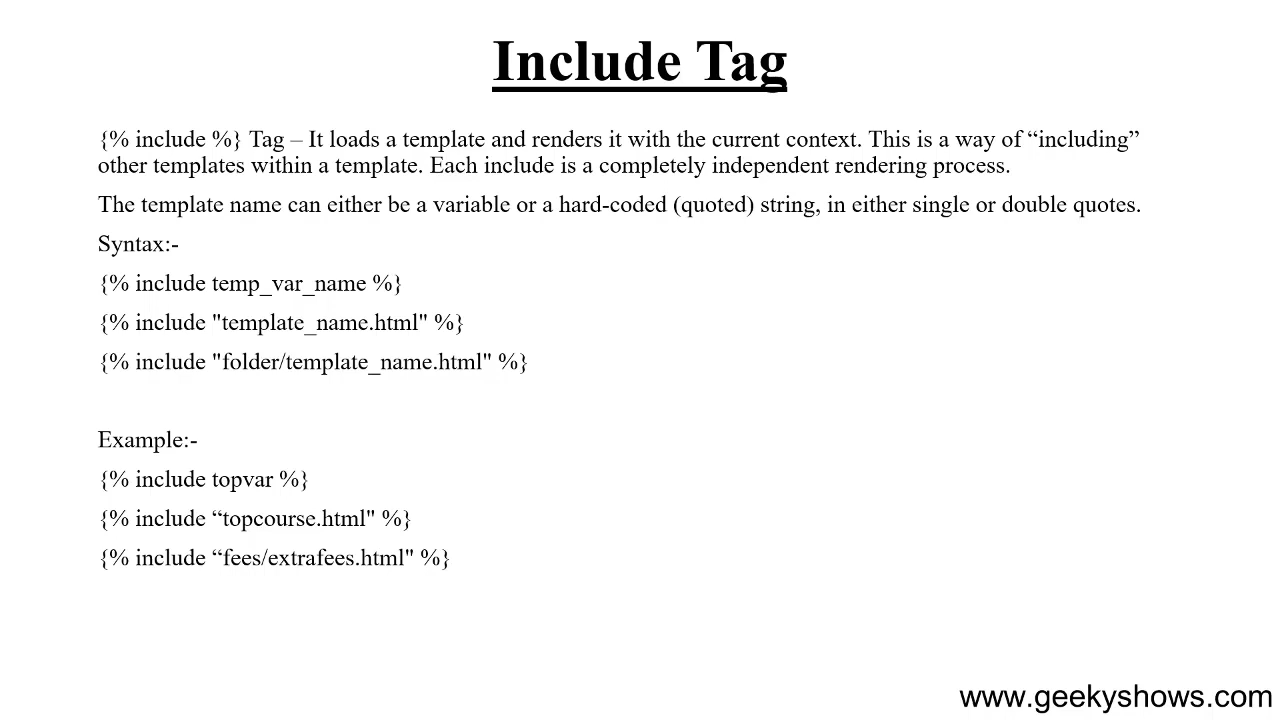 Include Tag
{% include %} Tag – It loads a template and renders it with the current context. This is a way of “including”
other templates within a template. Each include is a completely independent rendering process.
The template name can either be a variable or a hard-coded (quoted) string, in either single or double quotes.
Syntax:-
{% include temp_var_name %}
{% include "template_name.html" %}
{% include "folder/template_name.html" %}
Example:-
{% include topvar %}
{% include “topcourse.html" %}
{% include “fees/extrafees.html" %}
www.geekyshows.com